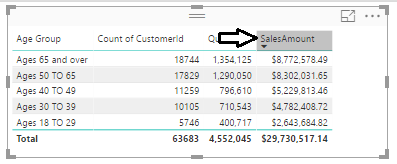 Age Group Count of CustomerId Qu SalesAmount
Ages 65 and over 18744 1,354,125 $8,772,578.49
Ages 50 TO 65 17829 1,290,050 $8,302,031.65
Ages 40 TO 49 11259 796,610 $5,229,813.46
Ages 30 TO 39 10105 710,543 $4,782,408.72
Ages 18 TO 29 5746 400,717 $2,643,684.82
Total 63683 4,552,045 $29,730,517.14